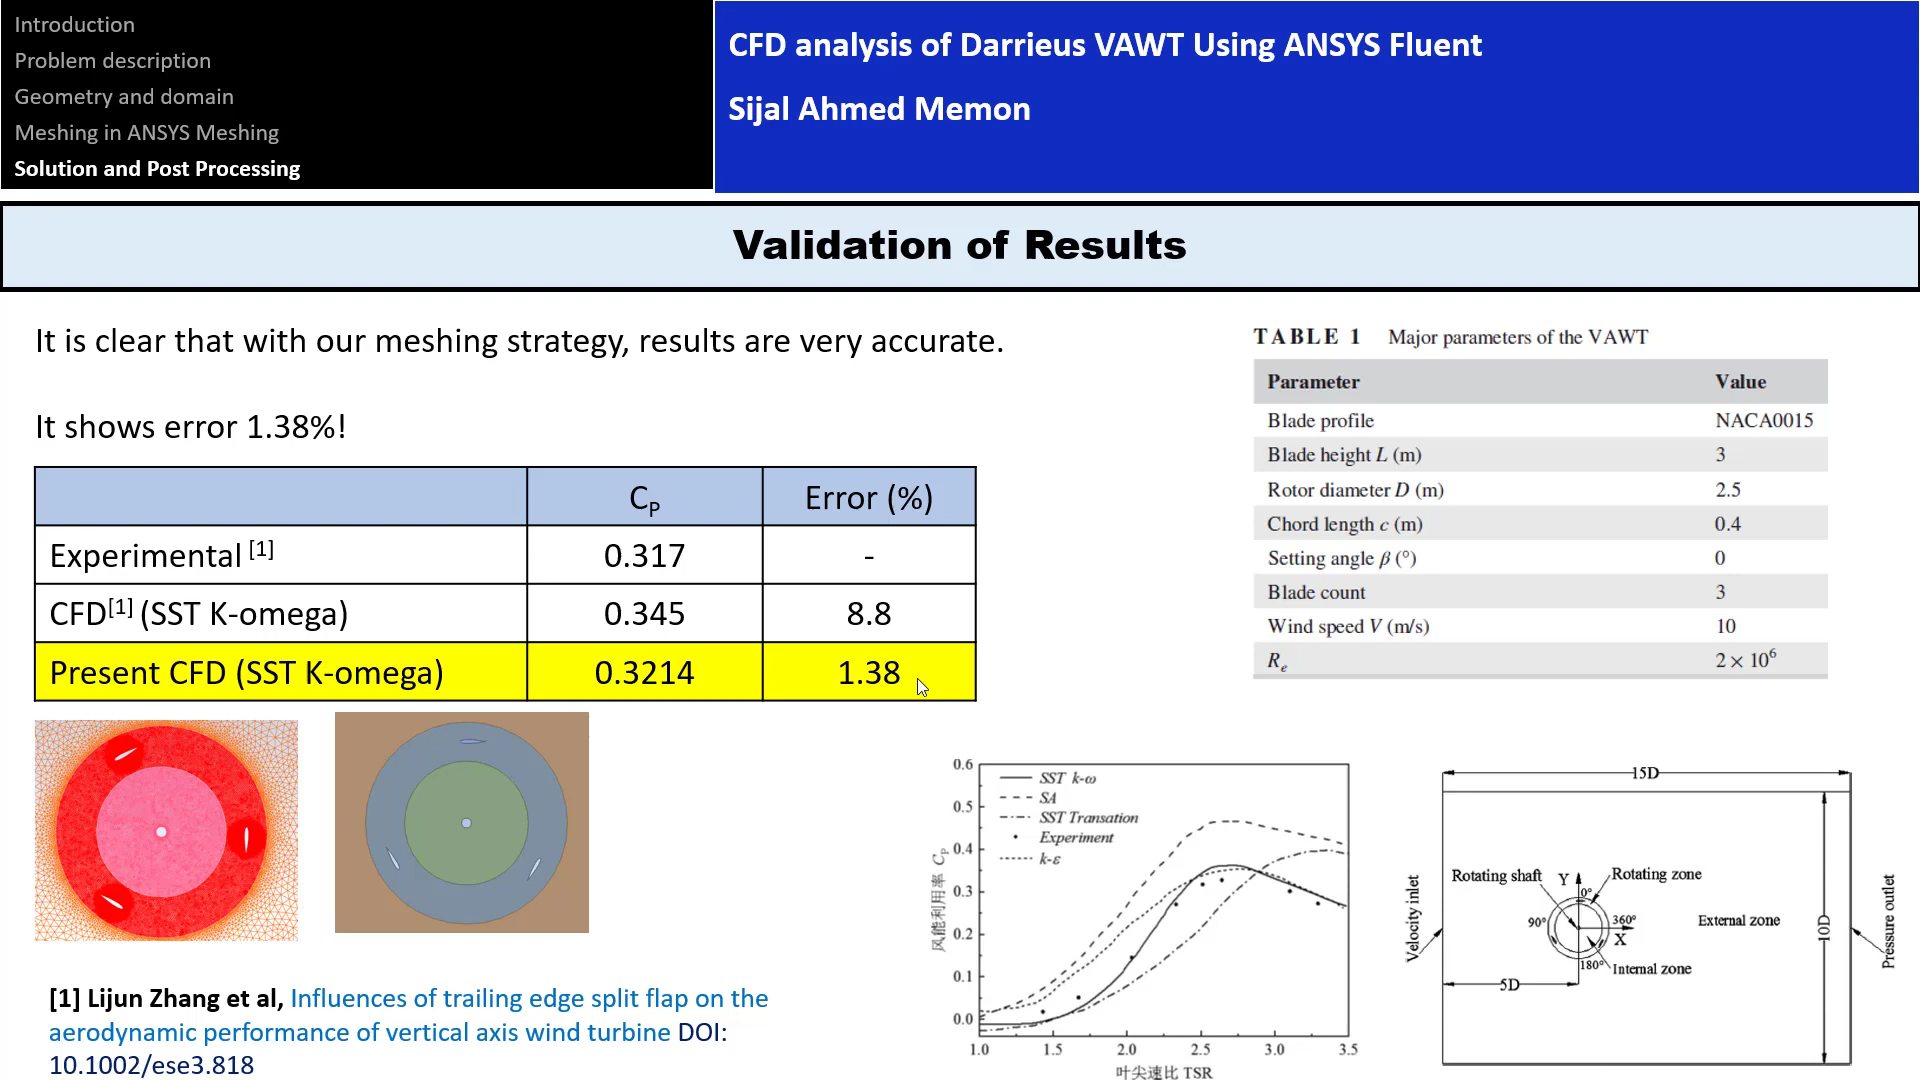 Introduction
Problem description
Geometry and domain
Meshing in ANSYS Meshing
Solution and Post Processing
CFD analysis of Darrieus VAWT Using ANSYS Fluent
Sijal Ahmed Memon
Validation of Results
It is clear that with our meshing strategy, results are very accurate.
It shows error 1.38%!
C_P Error (%)
Experimental [1] 0.317 -
CFD[1] (SST K-omega) 0.345 8.8
Present CFD (SST K-omega) 0.3214 1.38
[1] Lijun Zhang et al, Influences of trailing edge split flap on the
aerodynamic performance of vertical axis wind turbine DOI:
10.1002/ese3.818
TABLE 1 Major parameters of the VAWT
Parameter Value
Blade profile NACA0015
Blade height L (m) 3
Rotor diameter D (m) 2.5
Chord length c (m) 0.4
Setting angle β (°) 0
Blade count 3
Wind speed V (m/s) 10
Re 2 × 10⁶
风能利用率 C_P
0.6
0.5
0.4
0.3
0.2
0.1
0.0
SST k-ω
SA
SST Transation
Experiment
k-ε
1.0 1.5 2.0 2.5 3.0 3.5
叶尖速比 TSR
15D
Rotating shaft
Y
Rotating zone
0°
90°
360°
X
180°
Internal zone
External zone
5D
10D
Velocity inlet
Pressure outlet